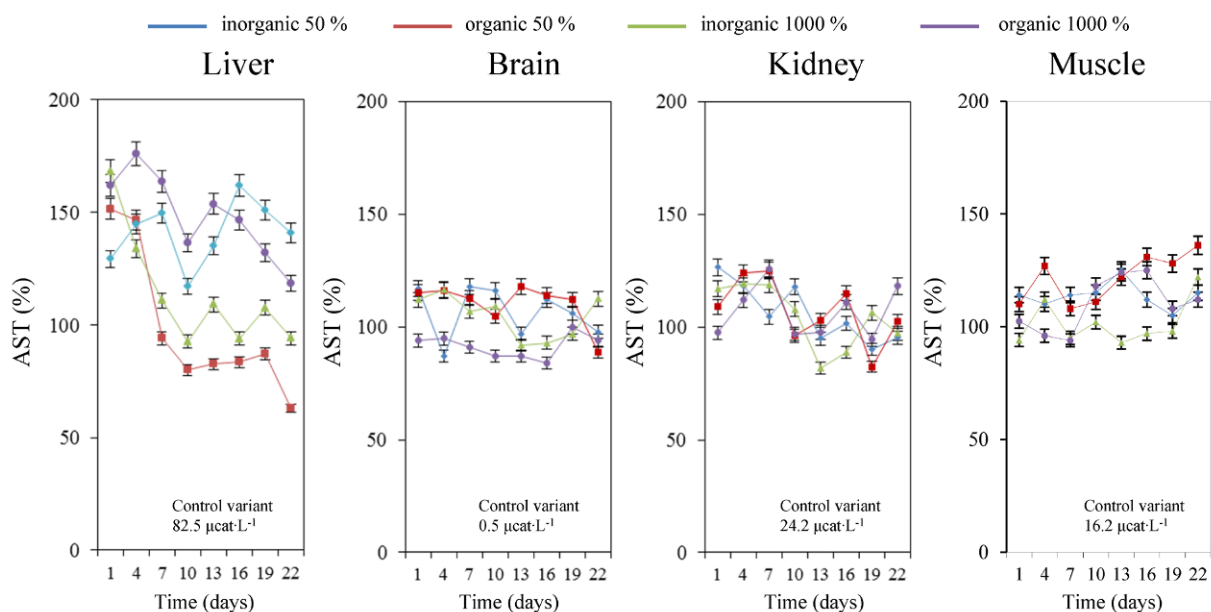 inorganic 50 % organic 50 % inorganic 1000 % organic 1000 %
Liver Brain Kidney Muscle
AST (%)
200
150
100
50
0
Control variant
82.5 µcat·L⁻¹
1 4 7 10 13 16 19 22
Time (days)
AST (%)
200
150
100
50
0
Control variant
0.5 µcat·L⁻¹
1 4 7 10 13 16 19 22
Time (days)
AST (%)
200
150
100
50
0
Control variant
24.2 µcat·L⁻¹
1 4 7 10 13 16 19 22
Time (days)
AST (%)
200
150
100
50
0
Control variant
16.2 µcat·L⁻¹
1 4 7 10 13 16 19 22
Time (days)